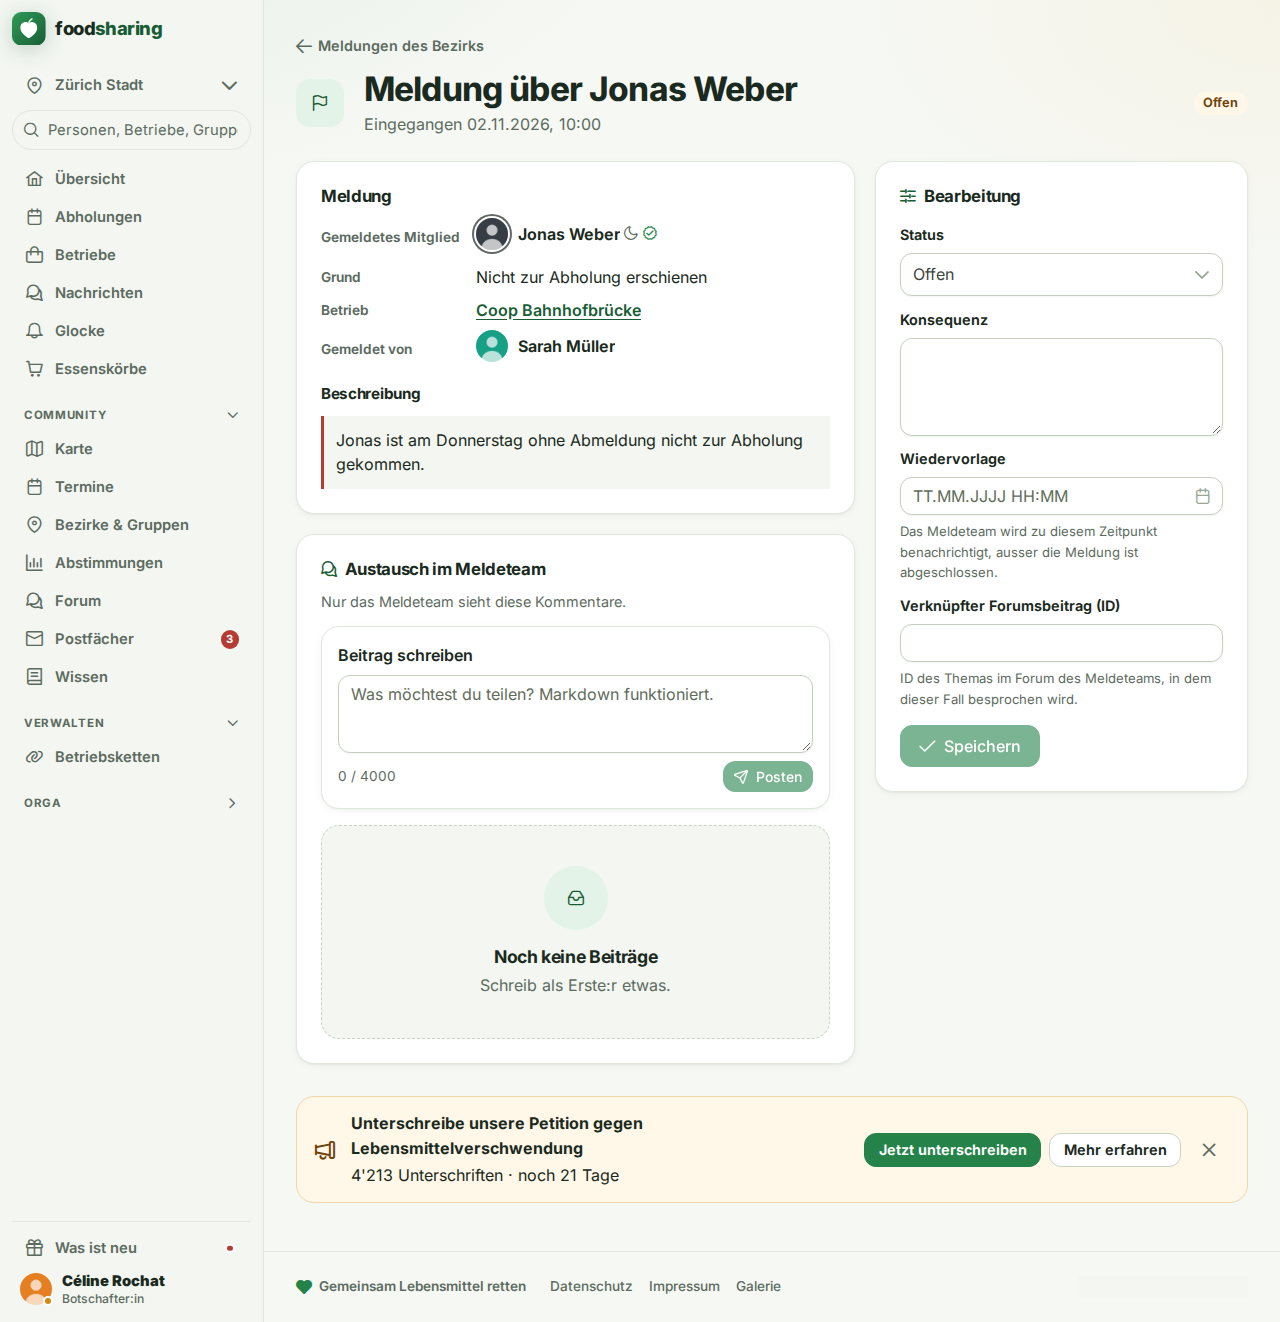 foodsharing
Zürich Stadt
Personen, Betriebe, Grupp
Übersicht
Abholungen
Betriebe
Nachrichten
Glocke
Essenskörbe
COMMUNITY
Karte
Termine
Bezirke & Gruppen
Abstimmungen
Forum
Postfächer 3
Wissen
VERWALTEN
Betriebsketten
ORGA
Was ist neu
Céline Rochat
Botschafter:in
Meldungen des Bezirks
Meldung über Jonas Weber
Eingegangen 02.11.2026, 10:00
Offen
Meldung
Gemeldetes Mitglied Jonas Weber
Grund Nicht zur Abholung erschienen
Betrieb Coop Bahnhofbrücke
Gemeldet von Sarah Müller
Beschreibung
Jonas ist am Donnerstag ohne Abmeldung nicht zur Abholung
gekommen.
Austausch im Meldeteam
Nur das Meldeteam sieht diese Kommentare.
Beitrag schreiben
Was möchtest du teilen? Markdown funktioniert.
0 / 4000 Posten
Noch keine Beiträge
Schreib als Erste:r etwas.
Bearbeitung
Status
Offen
Konsequenz
Wiedervorlage
TT.MM.JJJJ HH:MM
Das Meldeteam wird zu diesem Zeitpunkt
benachrichtigt, ausser die Meldung ist
abgeschlossen.
Verknüpfter Forumsbeitrag (ID)
ID des Themas im Forum des Meldeteams, in dem
dieser Fall besprochen wird.
Speichern
Unterschreibe unsere Petition gegen
Lebensmittelverschwendung
4'213 Unterschriften · noch 21 Tage
Jetzt unterschreiben Mehr erfahren
Gemeinsam Lebensmittel retten Datenschutz Impressum Galerie